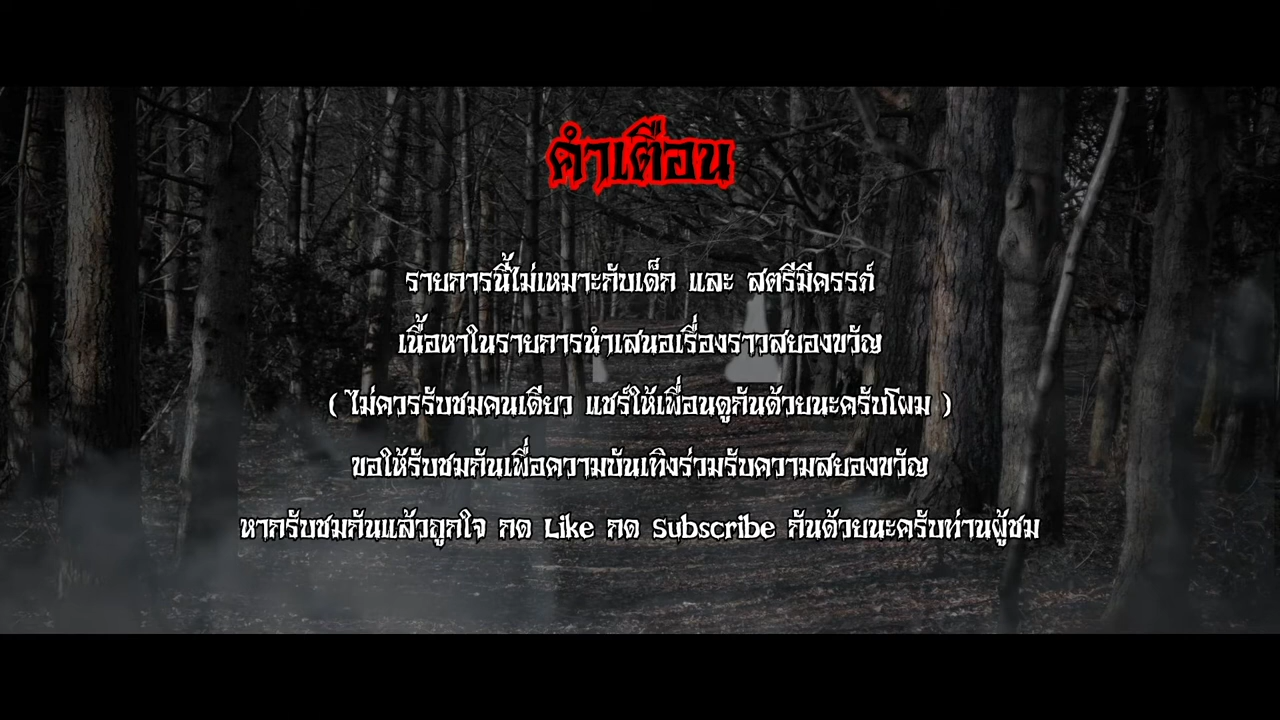 คำเตือน
รายการนี้ไม่เหมาะกับเด็ก และ สตรีมีครรภ์
เนื้อหาในรายการนำเสนอเรื่องราวสยองขวัญ
( ไม่ควรรับชมคนเดียว แชร์ให้เพื่อนดูกันด้วยนะครับโผม )
ขอให้รับชมกันเพื่อความบันเทิงร่วมรับความสยองขวัญ
หากรับชมกันแล้วถูกใจ กด Like กด Subscribe กันด้วยนะครับท่านผู้ชม